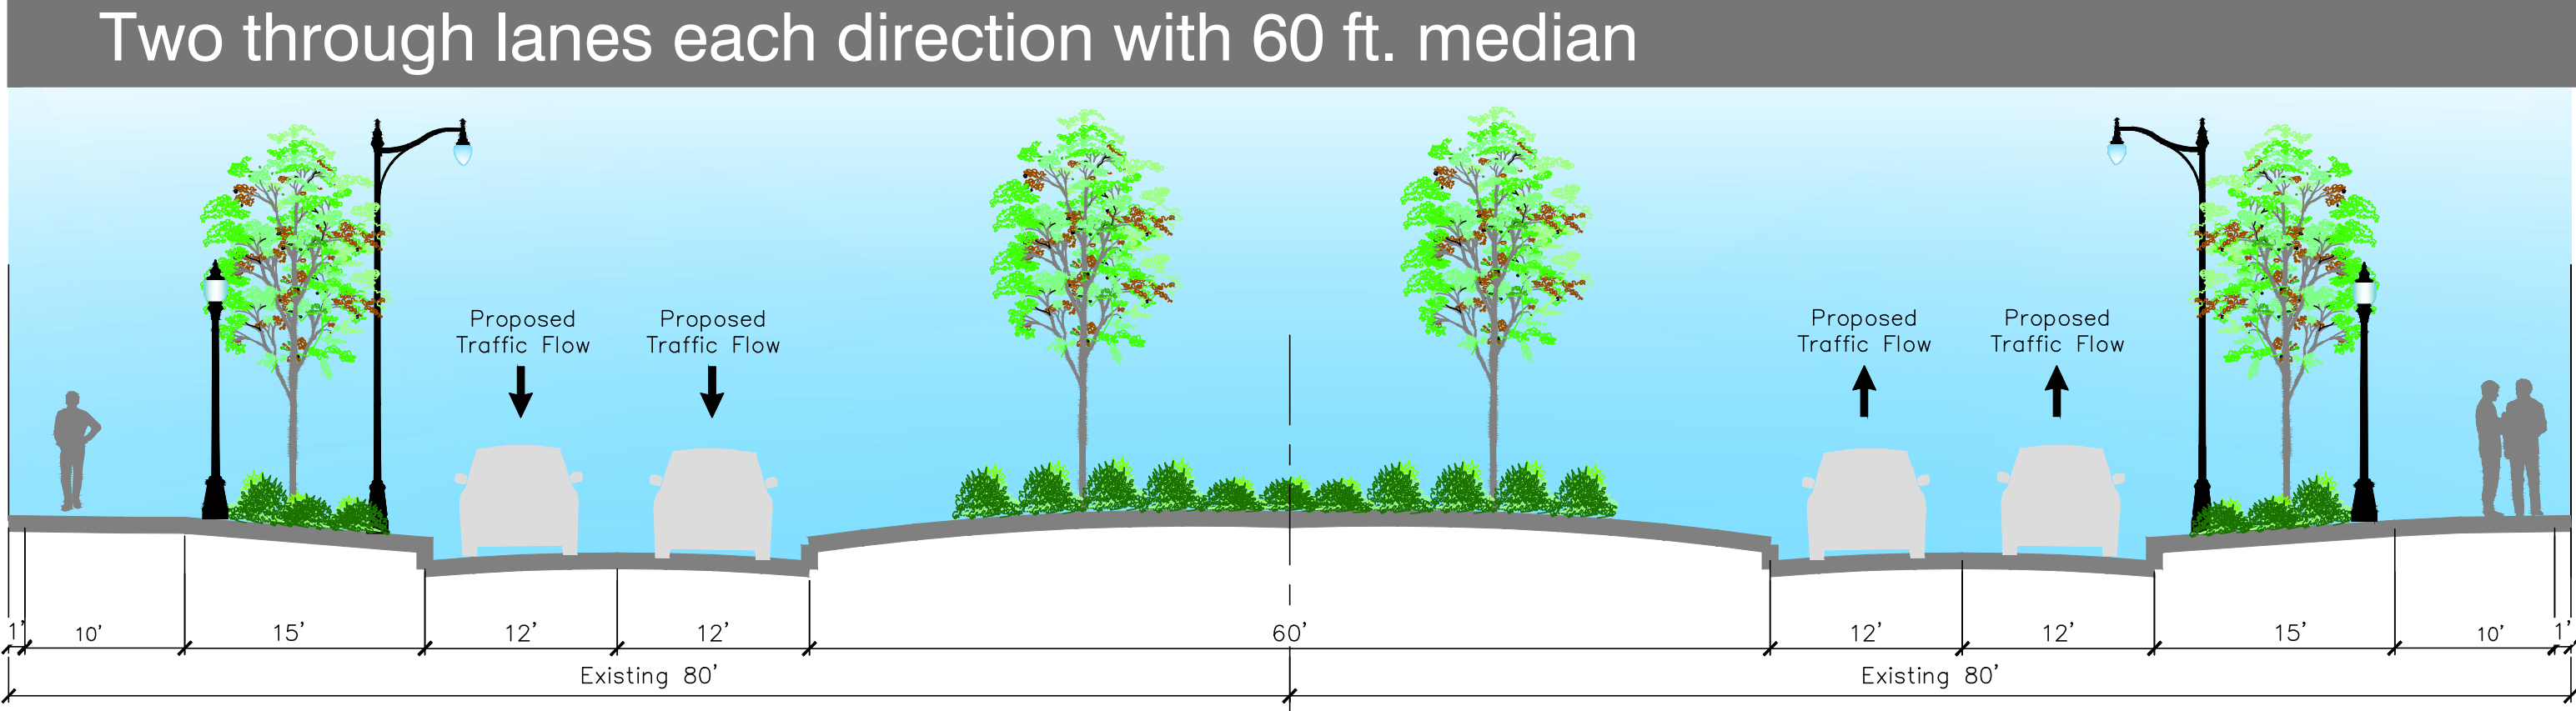 Two through lanes each direction with 60 ft. median
Proposed
Traffic Flow
Proposed
Traffic Flow
Proposed
Traffic Flow
Proposed
Traffic Flow
1'
10'
15'
12'
12'
60'
12'
12'
15'
10'
1'
Existing 80'
Existing 80'